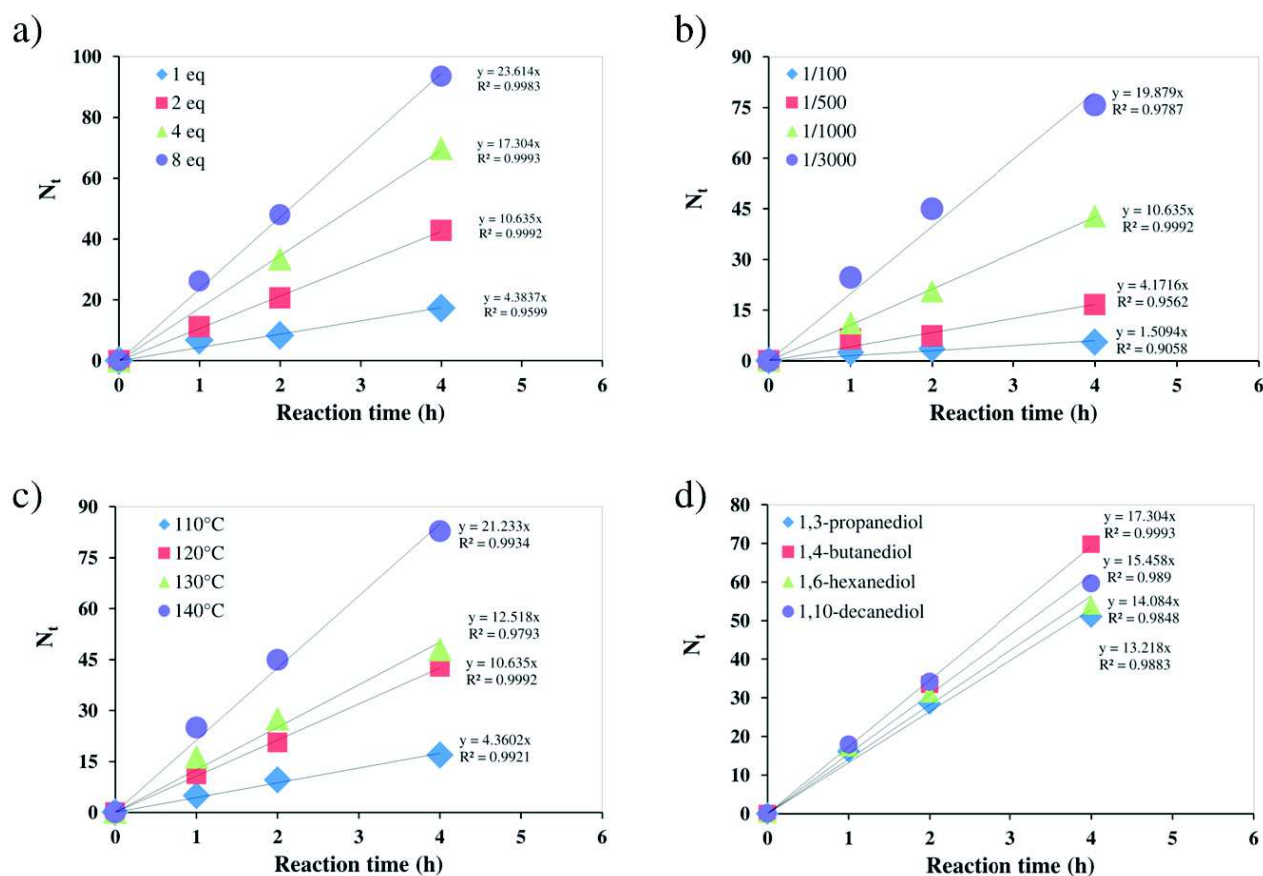 a)
100
80
60
40
20
0
Nt
1 eq
2 eq
4 eq
8 eq
y = 23.614x
R² = 0.9983
y = 17.304x
R² = 0.9993
y = 10.635x
R² = 0.9992
y = 4.3837x
R² = 0.9599
0 1 2 3 4 5 6
Reaction time (h)
b)
90
75
60
45
30
15
0
Nt
1/100
1/500
1/1000
1/3000
y = 19.879x
R² = 0.9787
y = 10.635x
R² = 0.9992
y = 4.1716x
R² = 0.9562
y = 1.5094x
R² = 0.9058
0 1 2 3 4 5 6
Reaction time (h)
c)
90
75
60
45
30
15
0
Nt
110°C
120°C
130°C
140°C
y = 21.233x
R² = 0.9934
y = 12.518x
R² = 0.9793
y = 10.635x
R² = 0.9992
y = 4.3602x
R² = 0.9921
0 1 2 3 4 5 6
Reaction time (h)
d)
80
70
60
50
40
30
20
10
0
Nt
1,3-propanediol
1,4-butanediol
1,6-hexanediol
1,10-decanediol
y = 17.304x
R² = 0.9993
y = 15.458x
R² = 0.989
y = 14.084x
R² = 0.9848
y = 13.218x
R² = 0.9883
0 1 2 3 4 5 6
Reaction time (h)